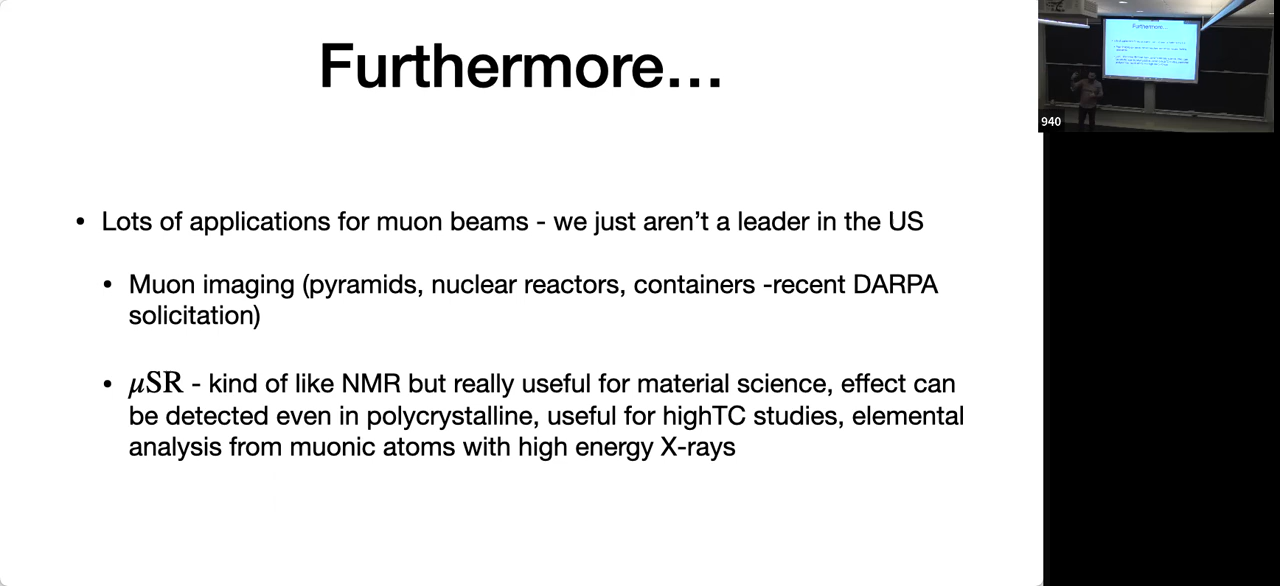 Furthermore…
• Lots of applications for muon beams - we just aren’t a leader in the US
• Muon imaging (pyramids, nuclear reactors, containers -recent DARPA
solicitation)
• μSR - kind of like NMR but really useful for material science, effect can
be detected even in polycrystalline, useful for highTC studies, elemental
analysis from muonic atoms with high energy X-rays
Furthermore…
940